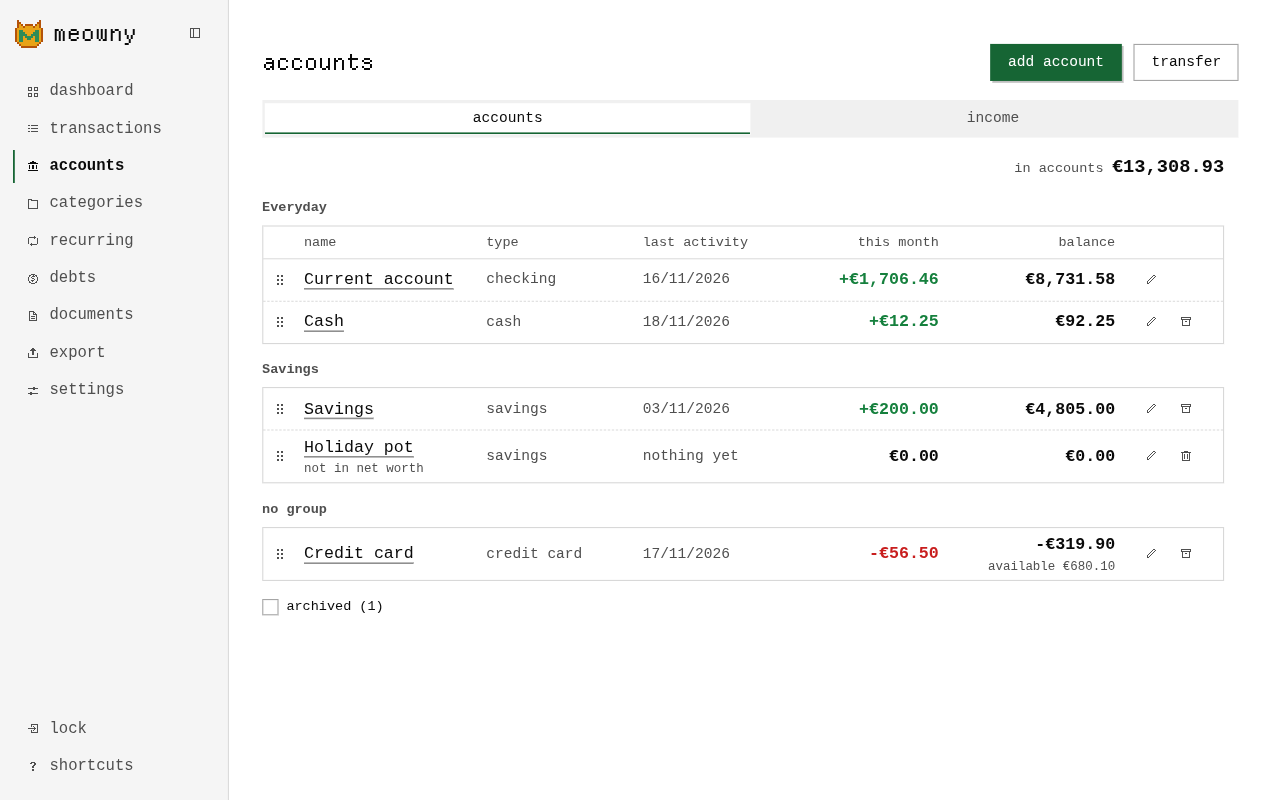 meowny
dashboard
transactions
accounts
categories
recurring
debts
documents
export
settings
lock
? shortcuts
accounts
add account
transfer
accounts
income
in accounts €13,308.93
Everyday
name type last activity this month balance
Current account checking 16/11/2026 +€1,706.46 €8,731.58
Cash cash 18/11/2026 +€12.25 €92.25
Savings
Savings savings 03/11/2026 +€200.00 €4,805.00
Holiday pot savings nothing yet €0.00 €0.00
not in net worth
no group
Credit card credit card 17/11/2026 -€56.50 -€319.90
available €680.10
archived (1)